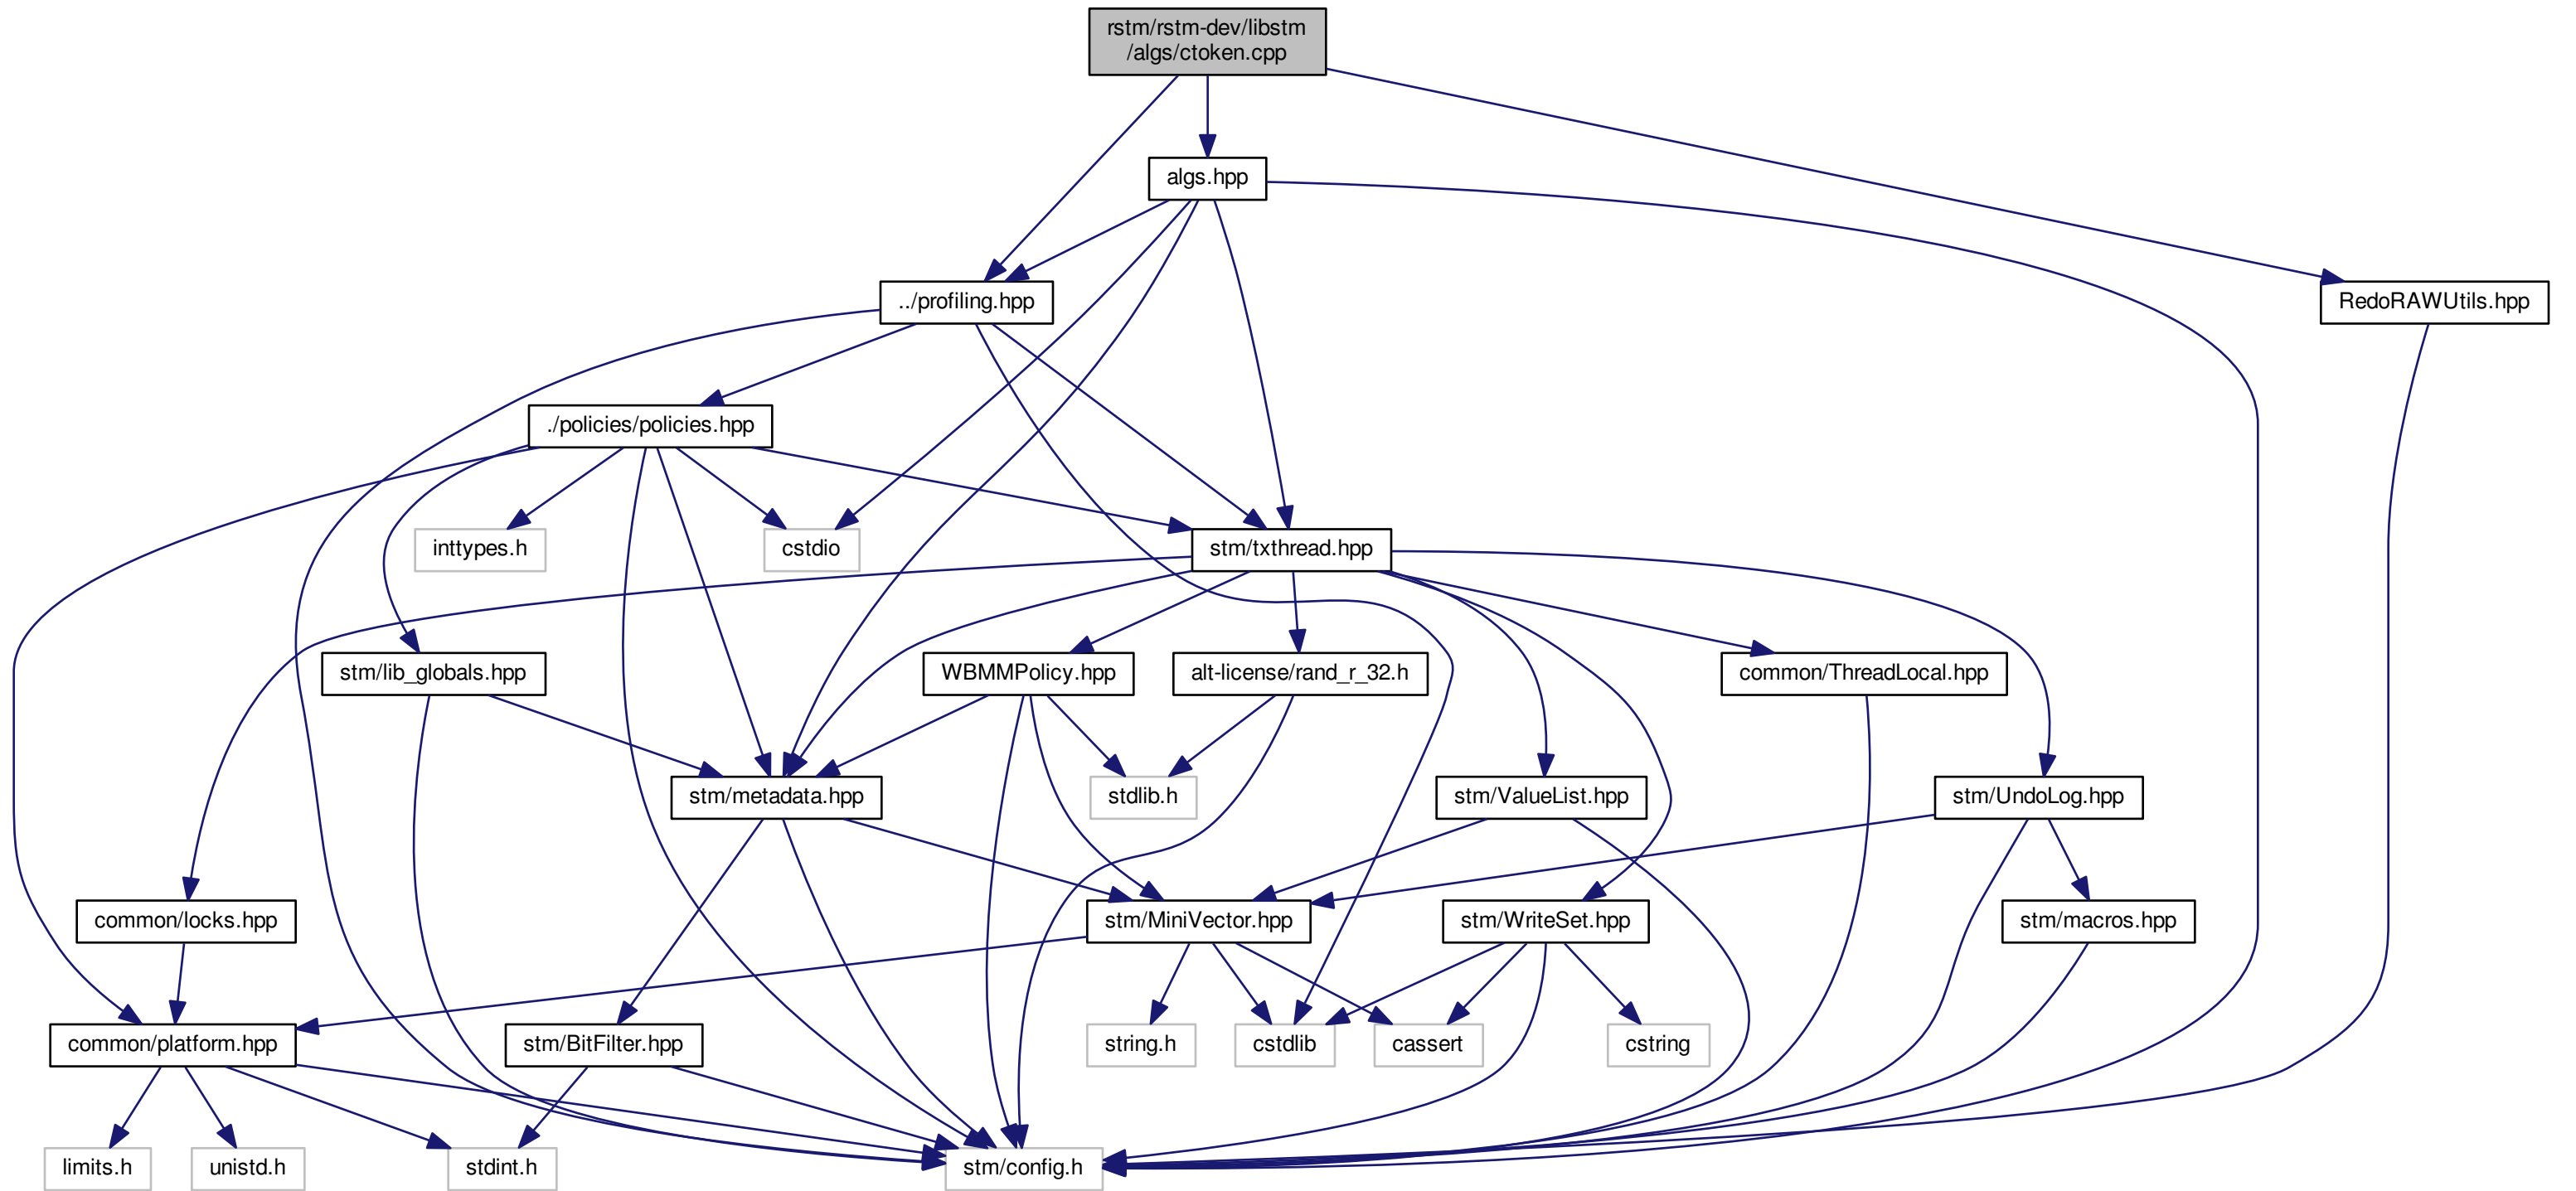 rstm/rstm-dev/libstm
/algs/ctoken.cpp
algs.hpp
../profiling.hpp
RedoRAWUtils.hpp
./policies/policies.hpp
inttypes.h
cstdio
stm/txthread.hpp
stm/lib_globals.hpp
WBMMPolicy.hpp
alt-license/rand_r_32.h
common/ThreadLocal.hpp
stm/metadata.hpp
stdlib.h
stm/ValueList.hpp
stm/UndoLog.hpp
common/locks.hpp
stm/MiniVector.hpp
stm/WriteSet.hpp
stm/macros.hpp
common/platform.hpp
stm/BitFilter.hpp
string.h
cstdlib
cassert
cstring
limits.h
unistd.h
stdint.h
stm/config.h